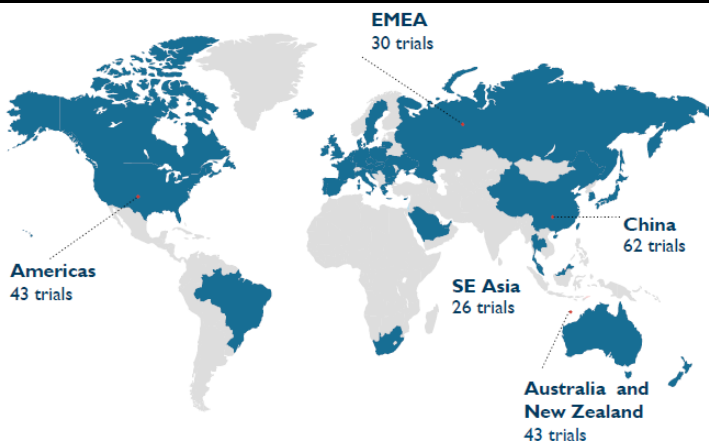 EMEA
30 trials
China
62 trials
Americas
43 trials
SE Asia
26 trials
Australia and
New Zealand
43 trials